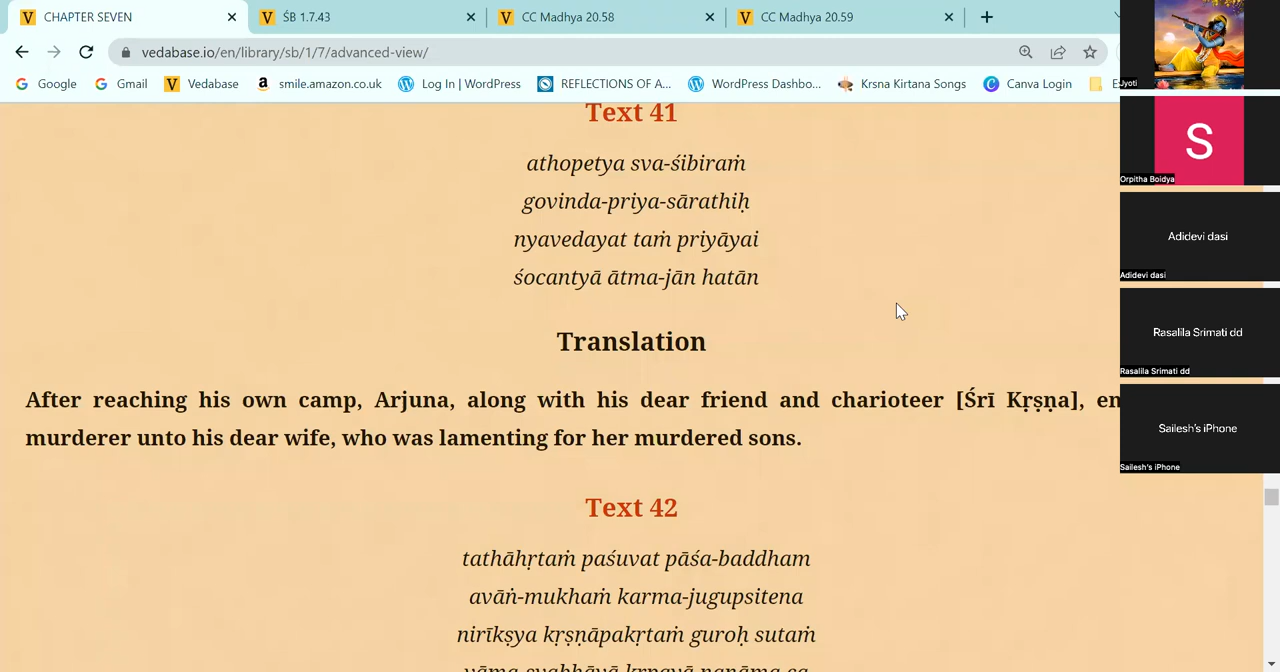 CHAPTER SEVEN
ŚB 1.7.43
CC Madhya 20.58
CC Madhya 20.59
vedabase.io/en/library/sb/1/7/advanced-view/
Google
Gmail
Vedabase
smile.amazon.co.uk
Log In | WordPress
REFLECTIONS OF A...
WordPress Dashbo...
Krsna Kirtana Songs
Canva Login
Jyoti
S
Orpitha Boidya
Adidevi dasi
Adidevi dasi
Rasalila Srimati dd
Rasalila Srimati dd
Sailesh's iPhone
Sailesh's iPhone
Text 41
athopetya sva-śibiraṁ
govinda-priya-sārathiḥ
nyavedayat taṁ priyāyai
śocantyā ātma-jān hatān
Translation
After reaching his own camp, Arjuna, along with his dear friend and charioteer [Śrī Kṛṣṇa], en
murderer unto his dear wife, who was lamenting for her murdered sons.
Text 42
tathāhṛtaṁ paśuvat pāśa-baddham
avāṅ-mukhaṁ karma-jugupsitena
nirīkṣya kṛṣṇāpakṛtaṁ guroḥ sutaṁ
vāma-svabhāvā kṛpayā nanāma ca